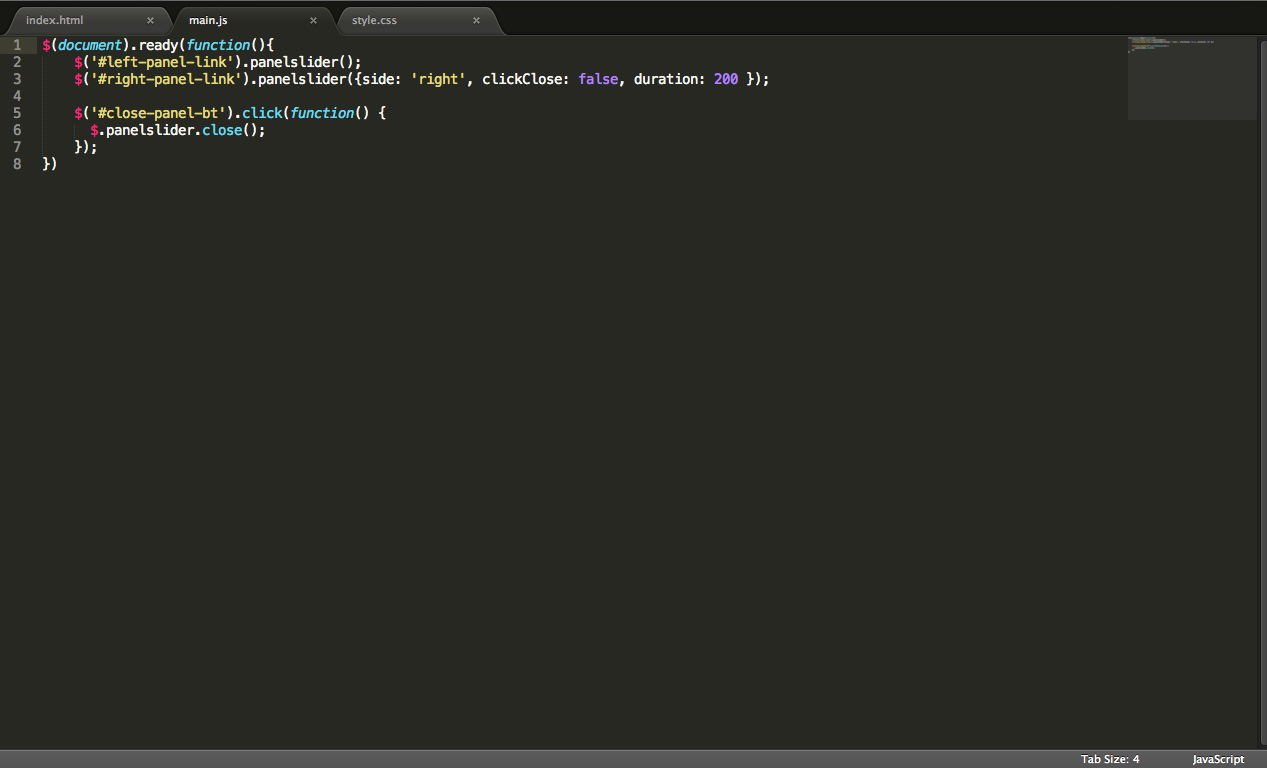 index.html × main.js × style.css ×
1 $(document).ready(function(){
2     $('#left-panel-link').panelslider();
3     $('#right-panel-link').panelslider({side: 'right', clickClose: false, duration: 200 });
4
5     $('#close-panel-bt').click(function() {
6       $.panelslider.close();
7     });
8 })
Tab Size: 4 JavaScript